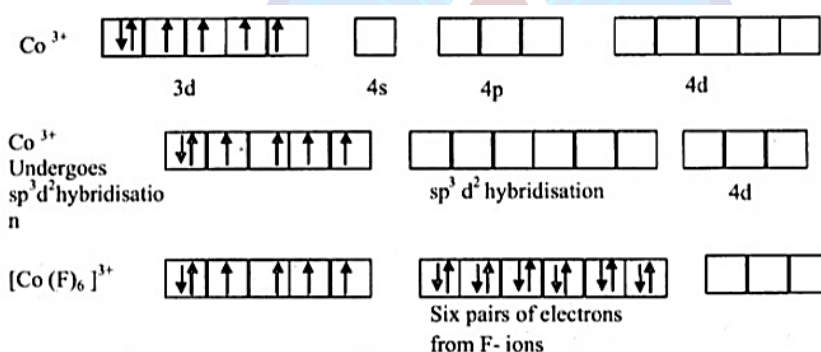 Co 3+
3d 4s 4p 4d
Co 3+
Undergoes
sp3d2hybridisatio
n
sp3 d2 hybridisation 4d
[Co (F)6 ]3+
Six pairs of electrons
from F- ions